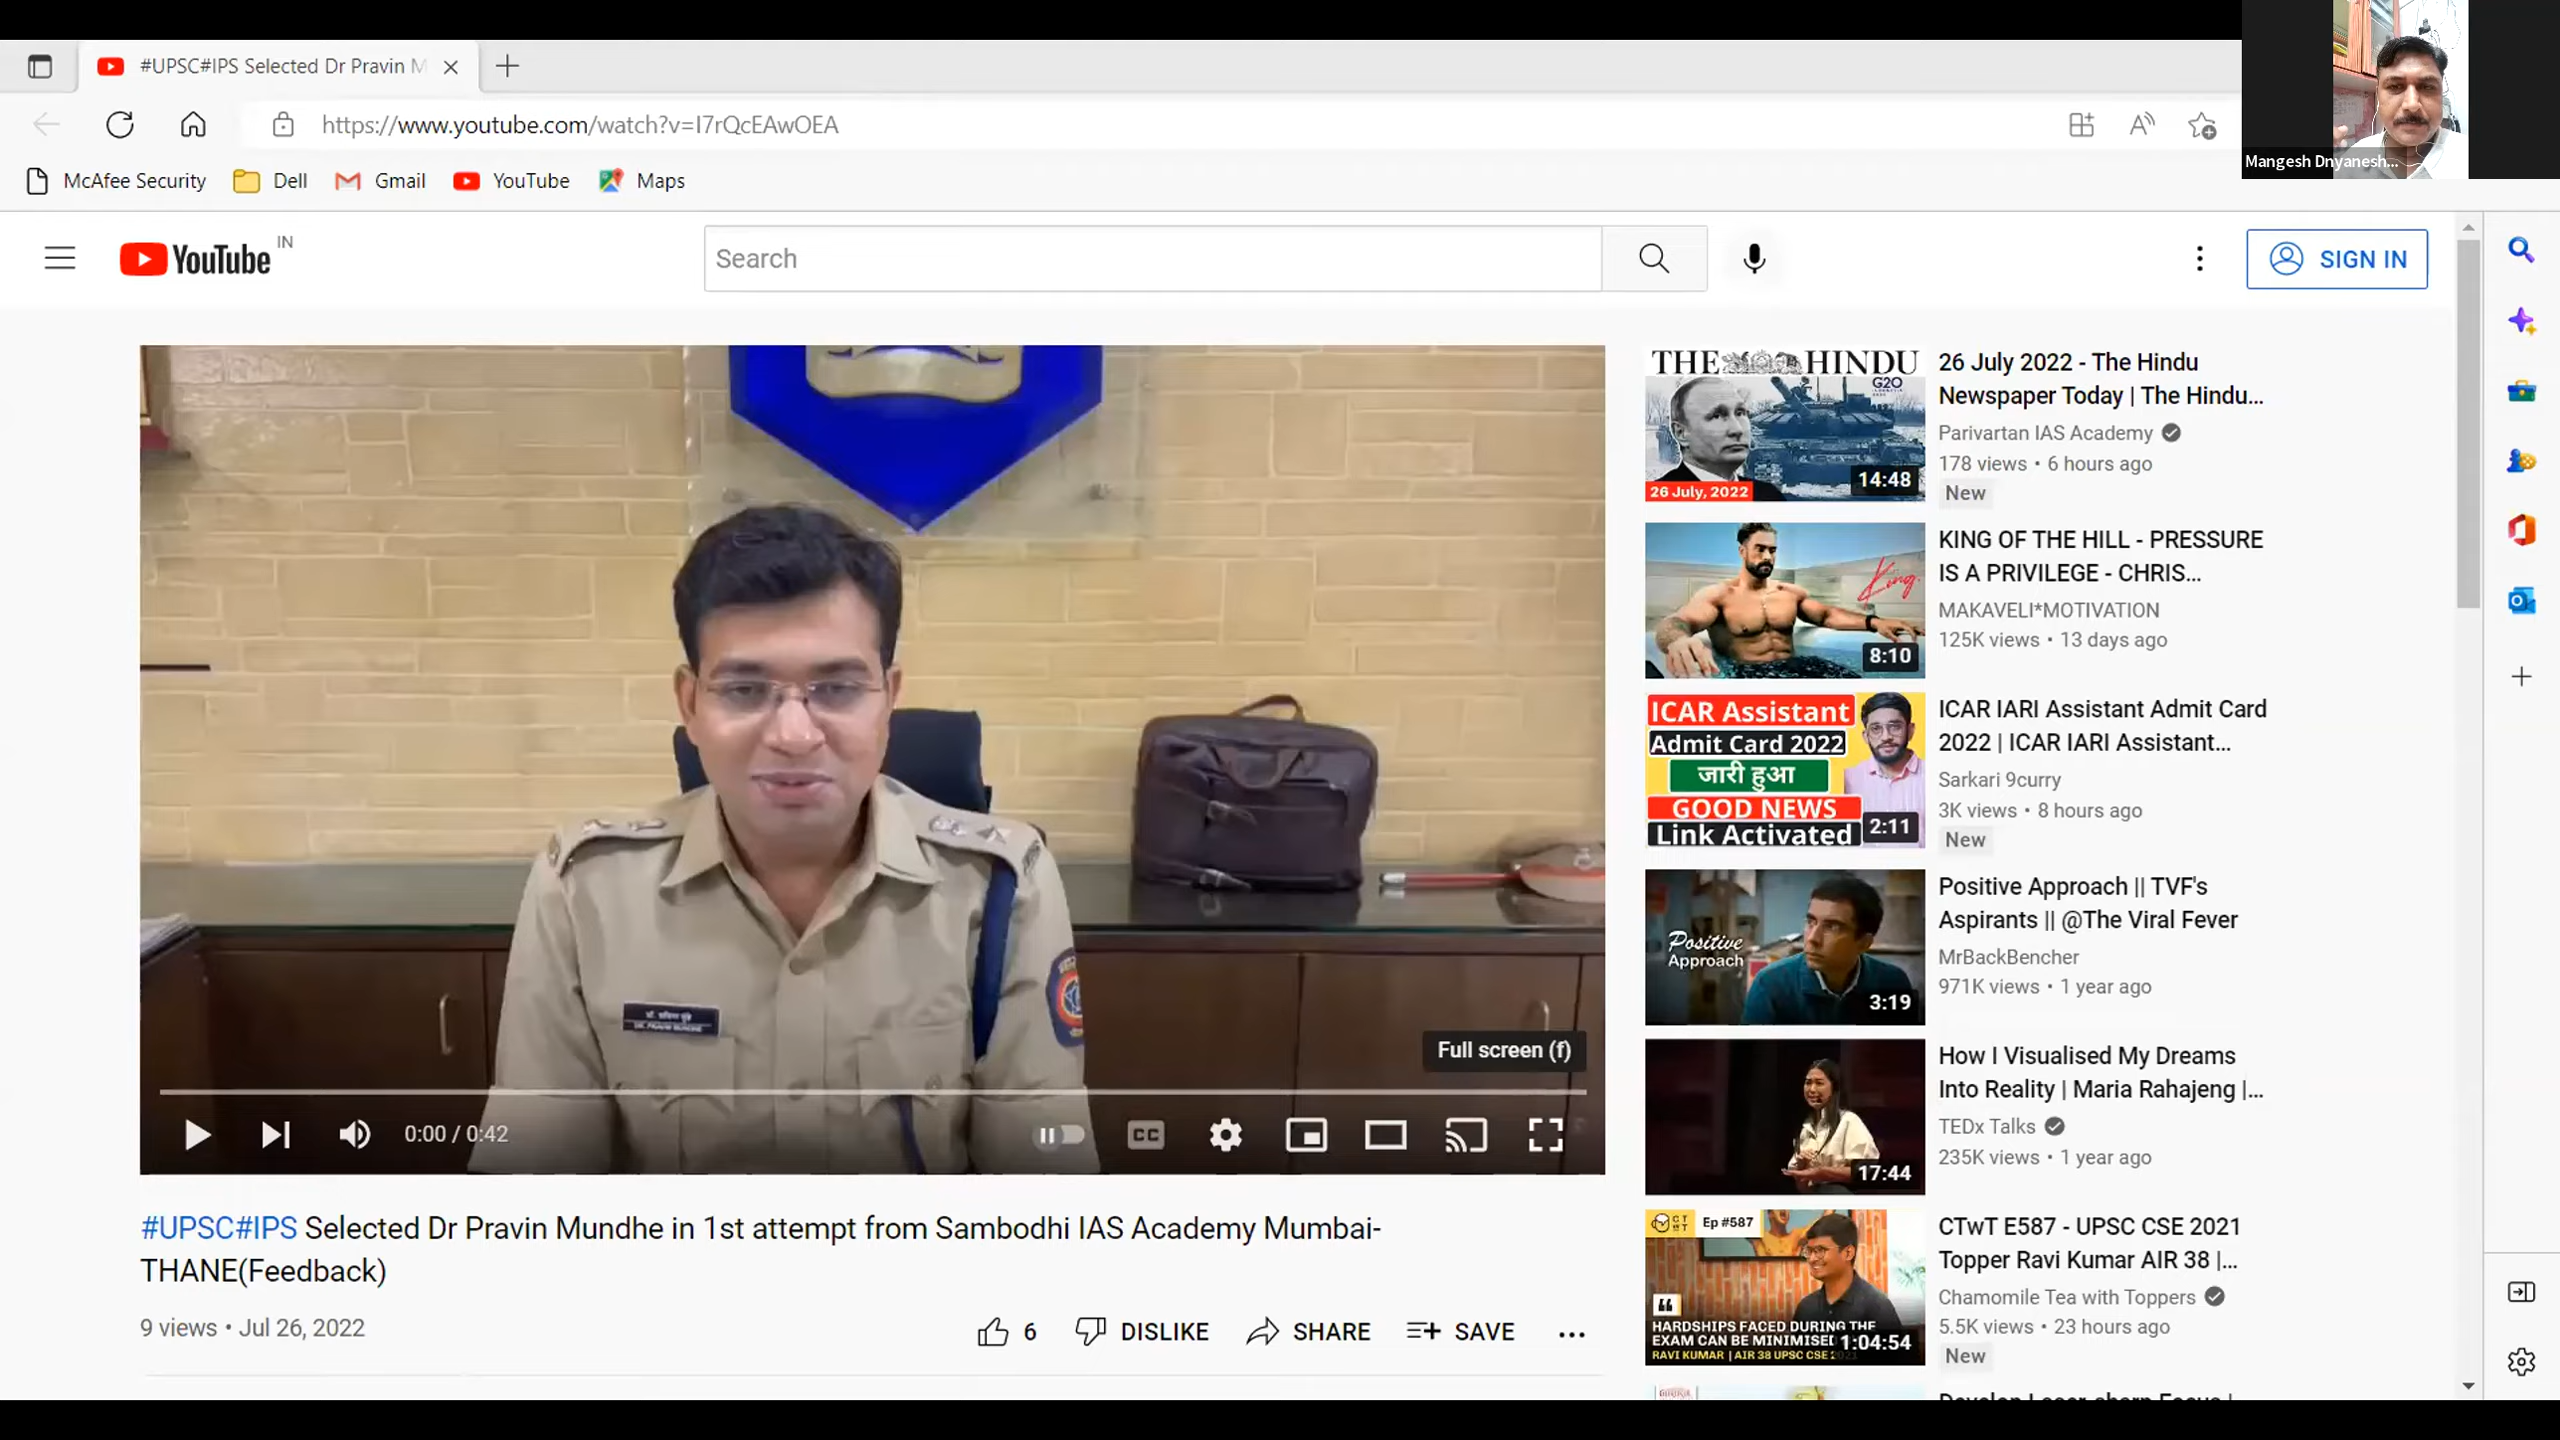 #UPSC#IPS Selected Dr Pravin M
https://www.youtube.com/watch?v=I7rQcEAwOEA
McAfee Security
Dell
Gmail
YouTube
Maps
Mangesh Dnyanesh...
YouTube IN
Search
SIGN IN
DR. PRAVIN MUNDHE
Full screen (f)
0:00 / 0:42
CC
#UPSC#IPS Selected Dr Pravin Mundhe in 1st attempt from Sambodhi IAS Academy Mumbai-
THANE(Feedback)
9 views • Jul 26, 2022
6
DISLIKE
SHARE
SAVE
THE HINDU
G20
26 July, 2022
14:48
26 July 2022 - The Hindu
Newspaper Today | The Hindu...
Parivartan IAS Academy
178 views • 6 hours ago
New
King.
8:10
KING OF THE HILL - PRESSURE
IS A PRIVILEGE - CHRIS...
MAKAVELI*MOTIVATION
125K views • 13 days ago
ICAR Assistant
Admit Card 2022
जारी हुआ
GOOD NEWS
Link Activated
2:11
ICAR IARI Assistant Admit Card
2022 | ICAR IARI Assistant...
Sarkari 9curry
3K views • 8 hours ago
New
Positive
Approach
3:19
Positive Approach || TVF's
Aspirants || @The Viral Fever
MrBackBencher
971K views • 1 year ago
17:44
How I Visualised My Dreams
Into Reality | Maria Rahajeng |...
TEDx Talks
235K views • 1 year ago
CTWT
Ep #587
HARDSHIPS FACED DURING THE
EXAM CAN BE MINIMISED
RAVI KUMAR | AIR 38 UPSC CSE 2021
1:04:54
CTwT E587 - UPSC CSE 2021
Topper Ravi Kumar AIR 38 |...
Chamomile Tea with Toppers
5.5K views • 23 hours ago
New